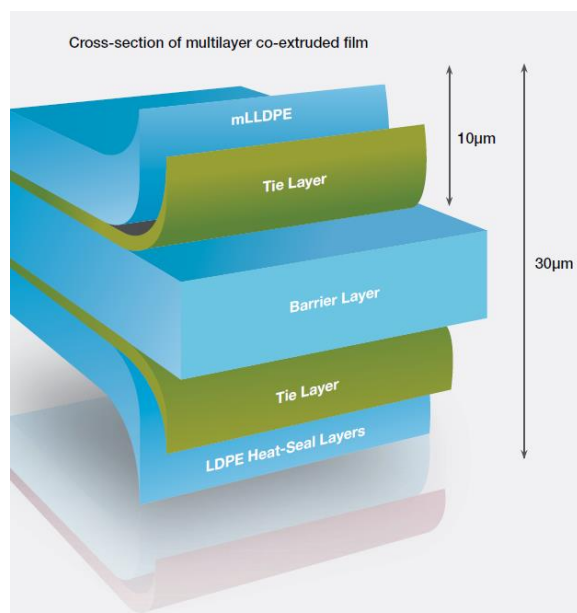 Cross-section of multilayer co-extruded film
mLLDPE
10µm
Tie Layer
30µm
Barrier Layer
Tie Layer
LDPE Heat-Seal Layers